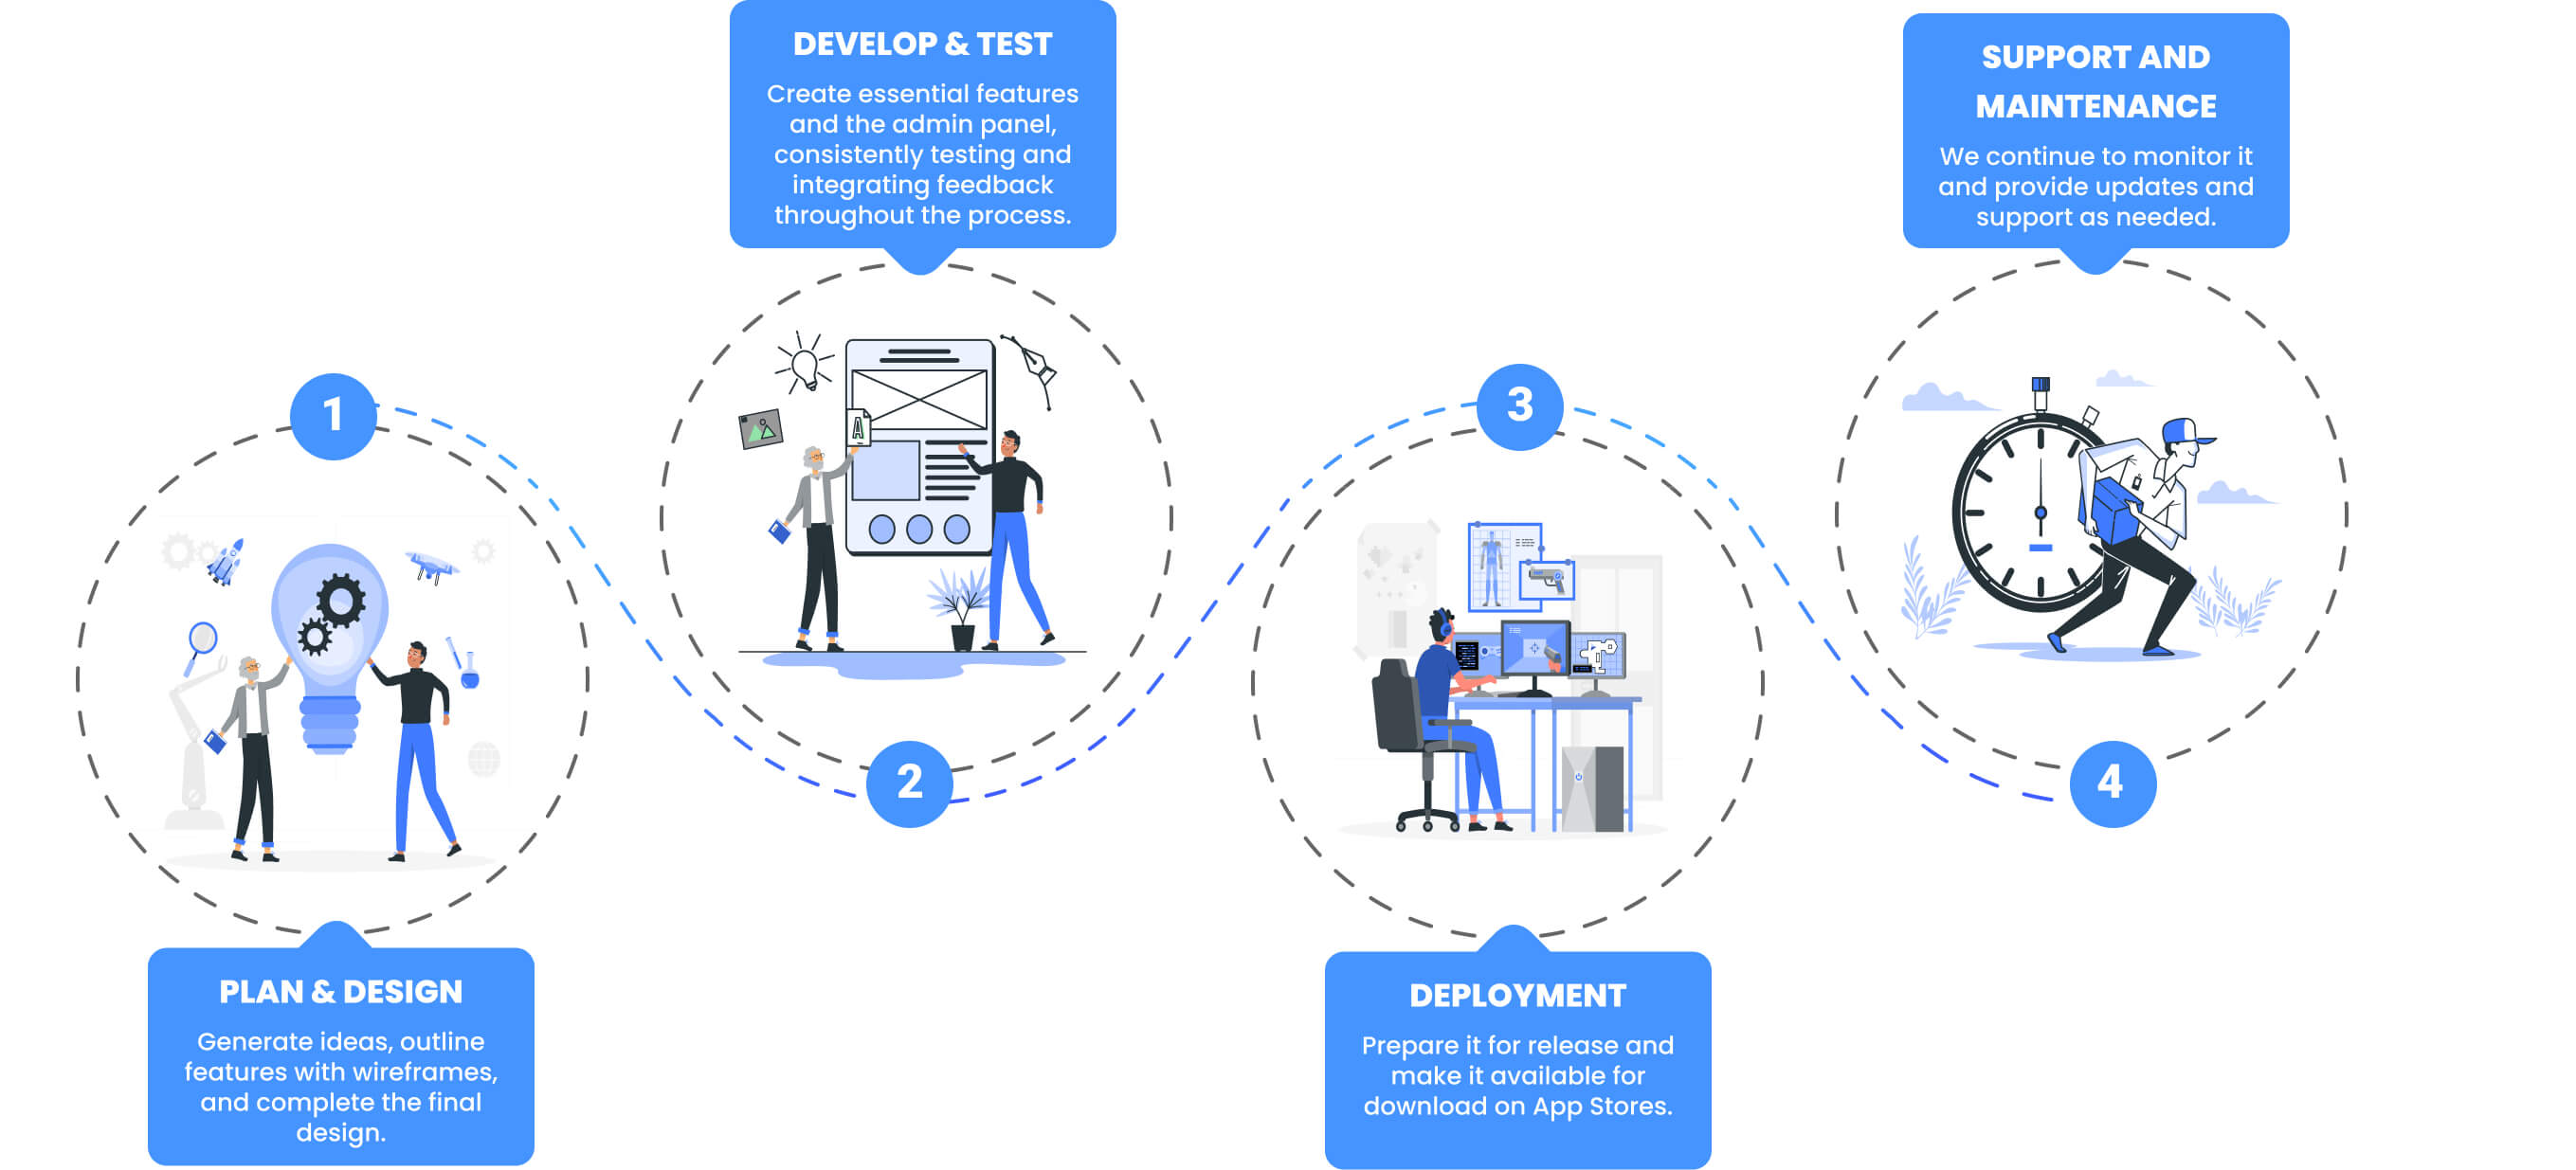 1
PLAN & DESIGN
Generate ideas, outline
features with wireframes,
and complete the final
design.
DEVELOP & TEST
Create essential features
and the admin panel,
consistently testing and
integrating feedback
throughout the process.
A
2
3
DEPLOYMENT
Prepare it for release and
make it available for
download on App Stores.
SUPPORT AND
MAINTENANCE
We continue to monitor it
and provide updates and
support as needed.
4